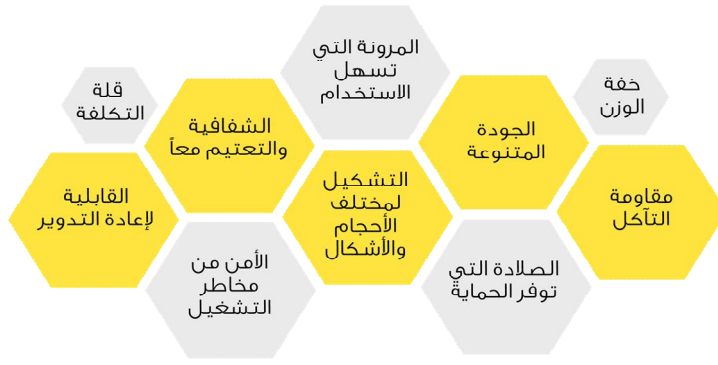 خفة
الوزن
مقاومة
التآكل
الجودة
المتنوعة
الصلادة التي
توفر الحماية
المرونة التي
تسهل
الاستخدام
التشكيل
لمختلف
الأحجام
والأشكال
الشفافية
والتعتيم معاً
الأمن من
مخاطر
التشغيل
قلة
التكلفة
القابلية
لإعادة التدوير